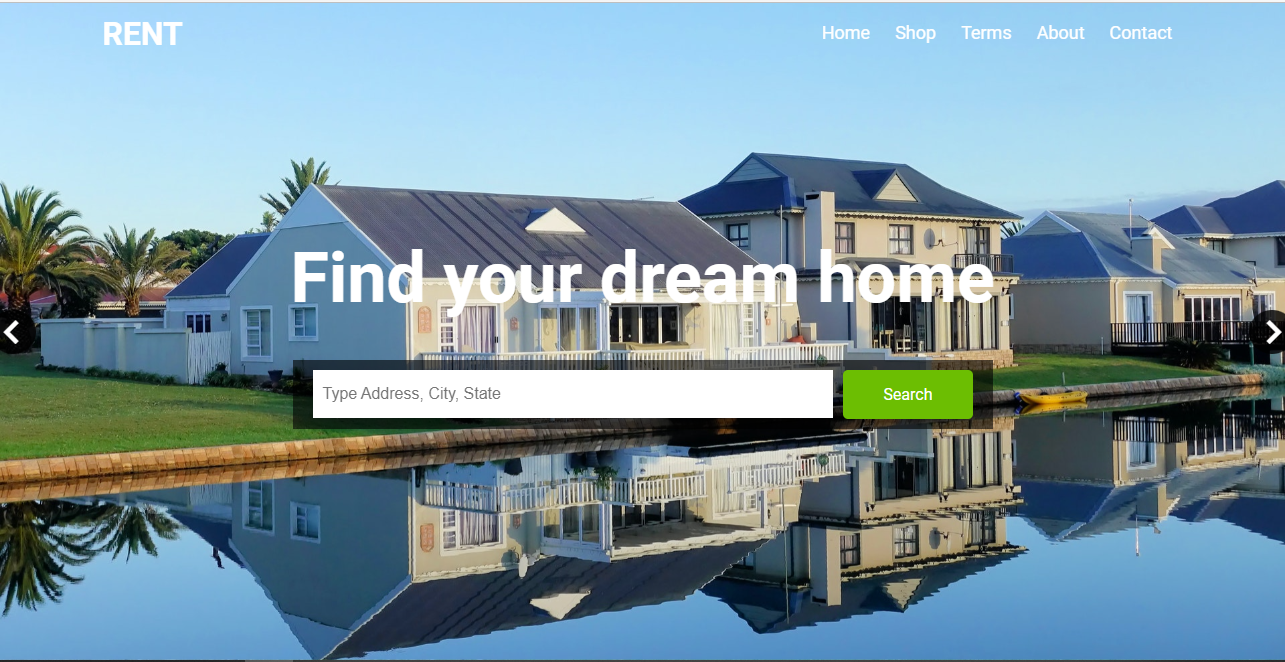 RENT
Home Shop Terms About Contact
Find your dream home
Type Address, City, State
Search